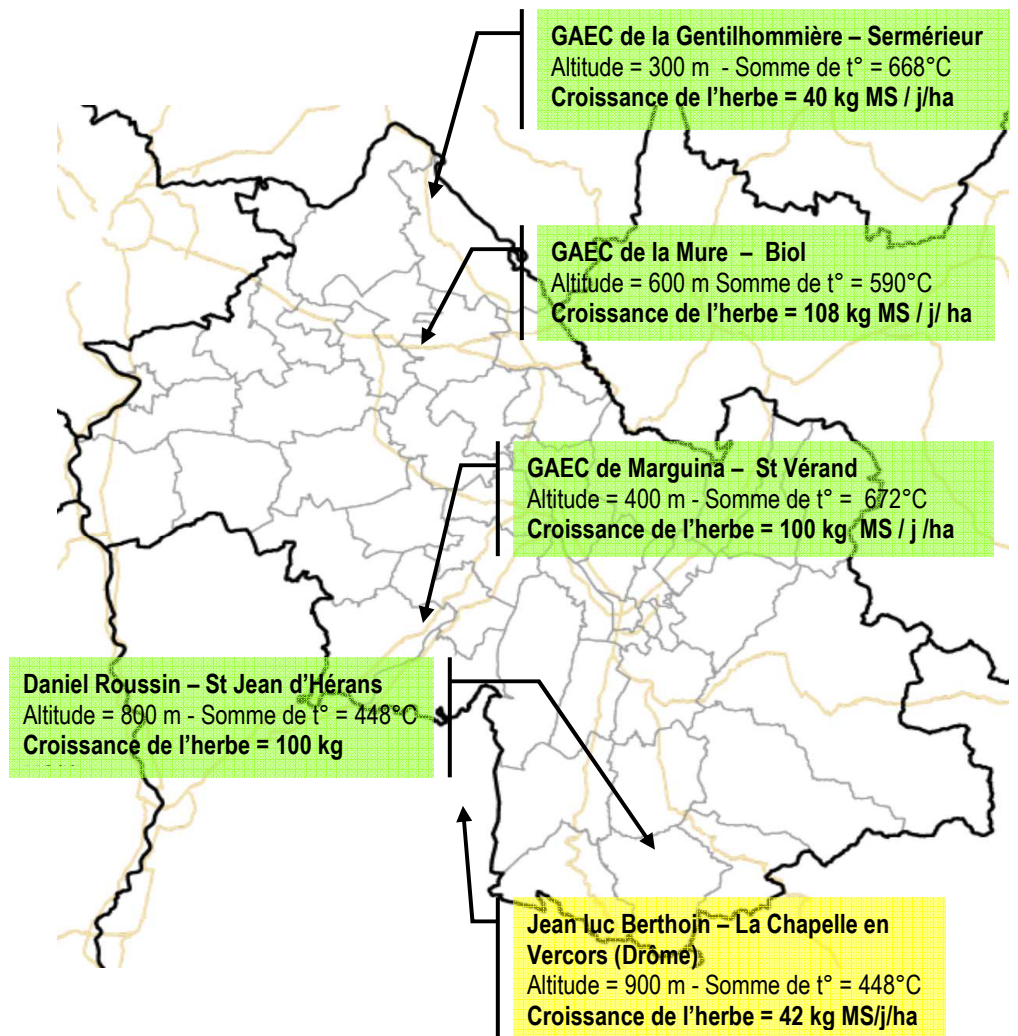 GAEC de la Gentilhommière – Sermérieur
Altitude = 300 m - Somme de t° = 668°C
Croissance de l'herbe = 40 kg MS / j/ha
GAEC de la Mure – Biol
Altitude = 600 m Somme de t° = 590°C
Croissance de l'herbe = 108 kg MS / j/ ha
GAEC de Marguina – St Vérand
Altitude = 400 m - Somme de t° = 672°C
Croissance de l'herbe = 100 kg MS / j /ha
Daniel Roussin – St Jean d'Hérans
Altitude = 800 m - Somme de t° = 448°C
Croissance de l'herbe = 100 kg
Jean luc Berthoin – La Chapelle en
Vercors (Drôme)
Altitude = 900 m - Somme de t° = 448°C
Croissance de l'herbe = 42 kg MS/j/ha